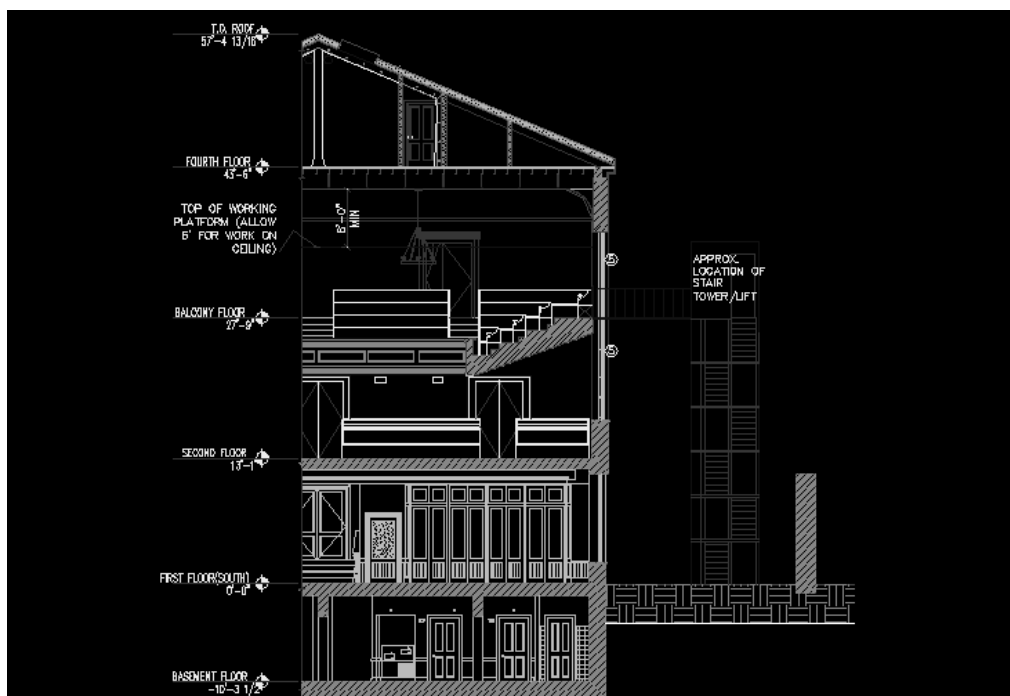 T.O. ROOF
57'-4 13/16"
FOURTH FLOOR
43'-6"
TOP OF WORKING
PLATFORM (ALLOW
6' FOR WORK ON
CEILING)
6'-0"
MIN
APPROX.
LOCATION OF
STAIR
TOWER/LIFT
BALCONY FLOOR
27'-9"
SECOND FLOOR
13'-1"
FIRST FLOOR(SOUTH)
0'-0"
BASEMENT FLOOR
-10'-3 1/2"